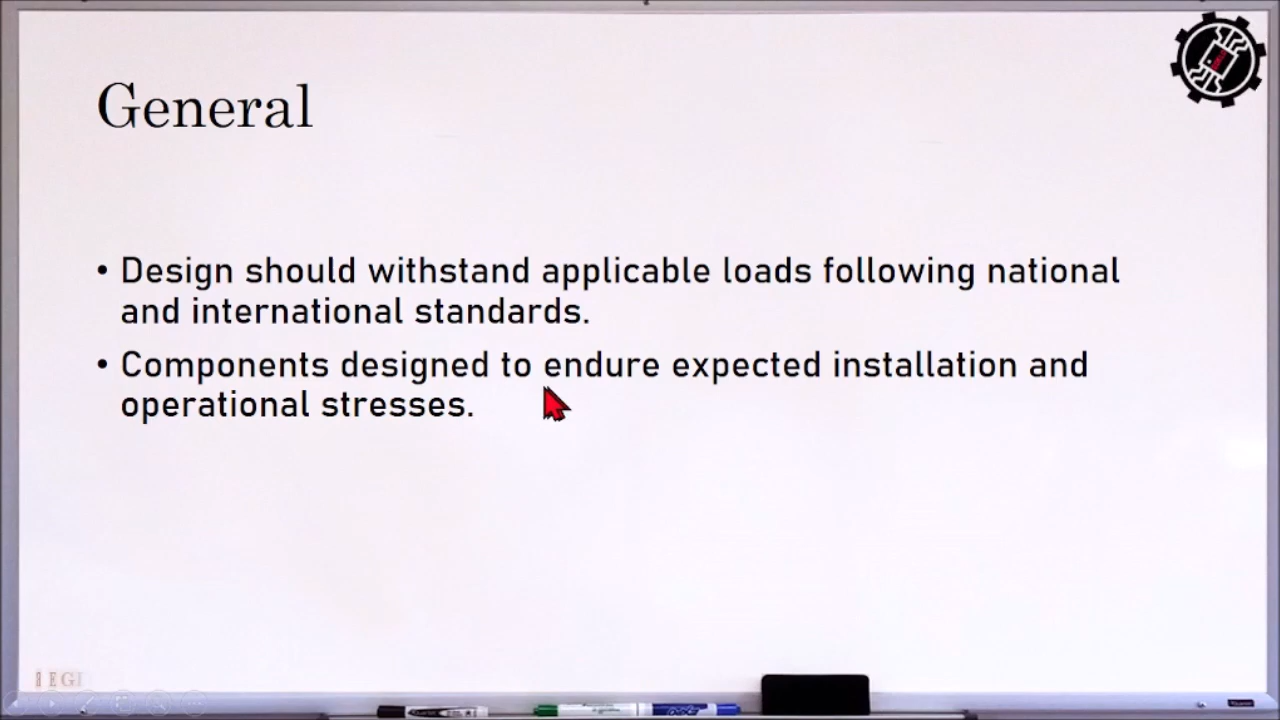 General
• Design should withstand applicable loads following national
and international standards.
• Components designed to endure expected installation and
operational stresses.